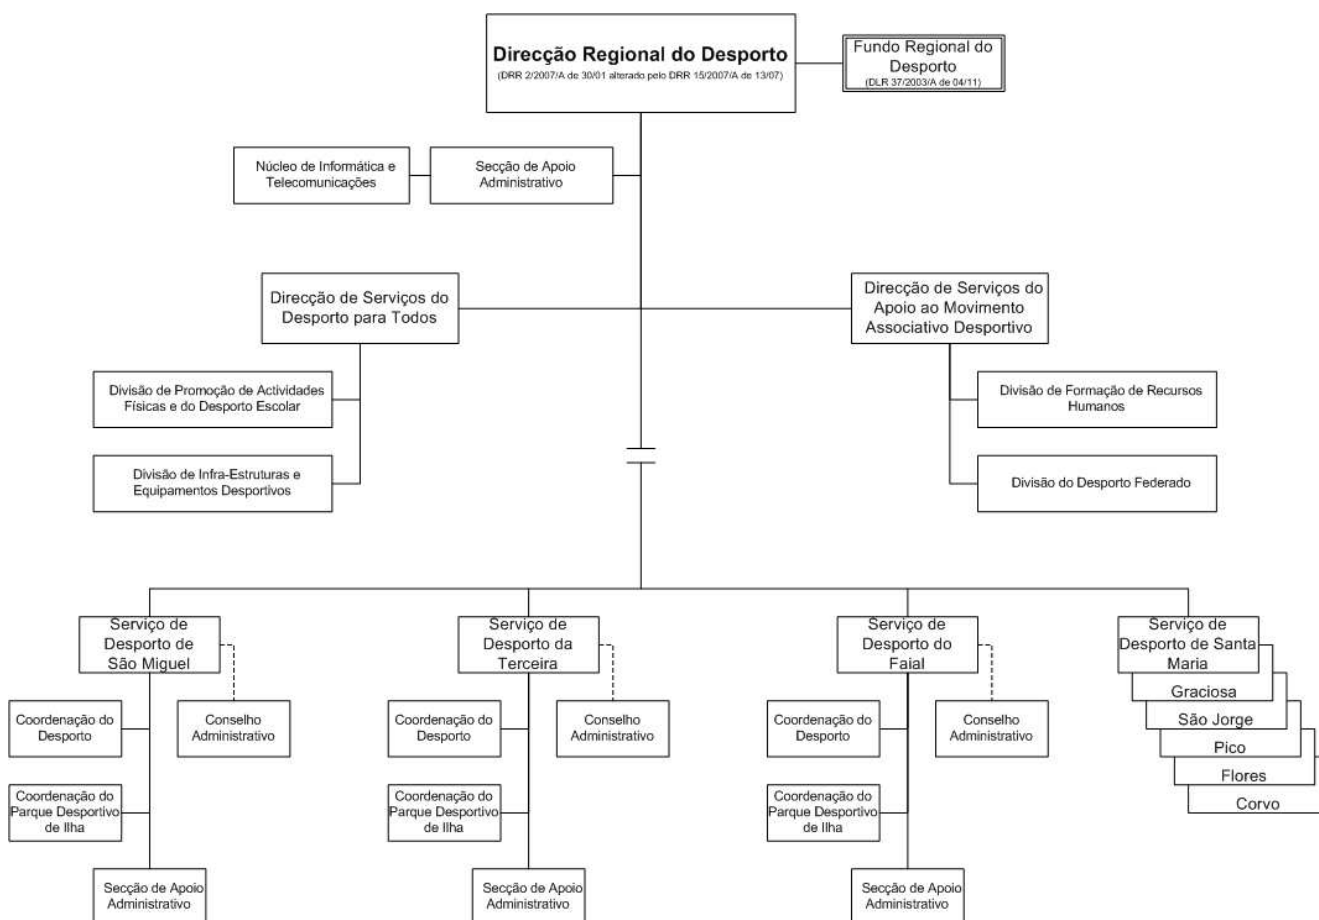 Direcção Regional do Desporto
(DRR 2/2007/A de 30/01 alterado pelo DRR 15/2007/A de 13/07)
Fundo Regional do
Desporto
(DLR 37/2003/A de 04/11)
Núcleo de Informática e
Telecomunicações
Secção de Apoio
Administrativo
Direcção de Serviços do
Desporto para Todos
Direcção de Serviços do
Apoio ao Movimento
Associativo Desportivo
Divisão de Promoção de Actividades
Físicas e do Desporto Escolar
Divisão de Formação de Recursos
Humanos
Divisão de Infra-Estruturas e
Equipamentos Desportivos
Divisão do Desporto Federado
Serviço de
Desporto de
São Miguel
Serviço de
Desporto da
Terceira
Serviço de
Desporto do
Faial
Serviço de
Desporto de Santa
Maria
Graciosa
São Jorge
Pico
Flores
Corvo
Coordenação do
Desporto
Conselho
Administrativo
Coordenação do
Desporto
Conselho
Administrativo
Coordenação do
Desporto
Conselho
Administrativo
Coordenação do
Parque Desportivo
de Ilha
Coordenação do
Parque Desportivo
de Ilha
Coordenação do
Parque Desportivo
de Ilha
Secção de Apoio
Administrativo
Secção de Apoio
Administrativo
Secção de Apoio
Administrativo